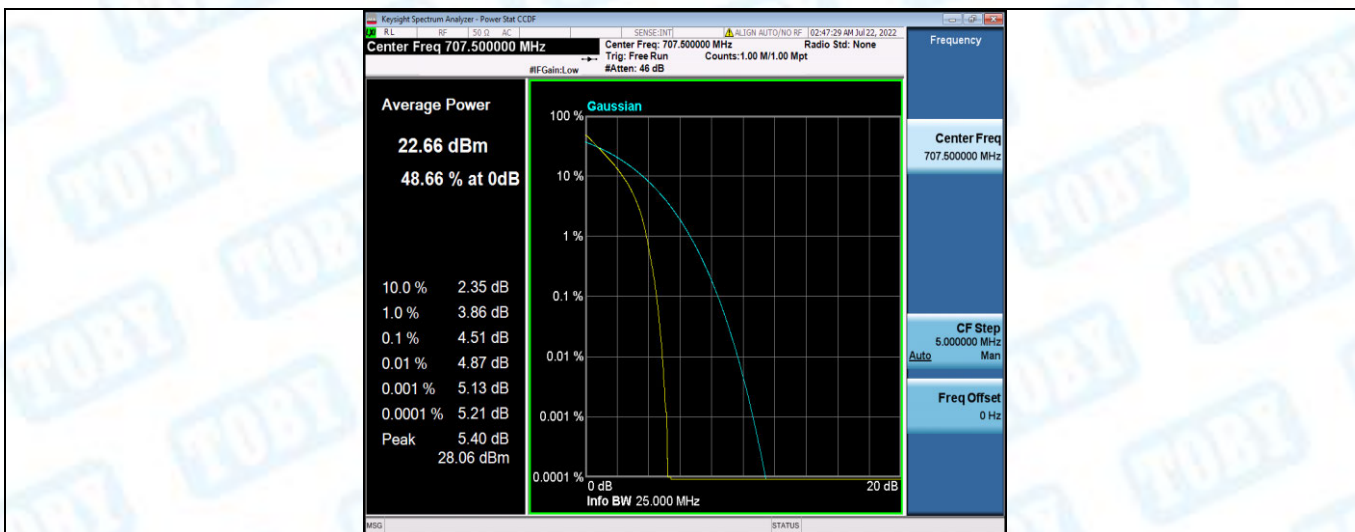 Keysight Spectrum Analyzer - Power Stat CCDF
RL RF 50 Ω AC SENSE:INT ALIGN AUTO/NO RF 02:47:29 AM Jul 22, 2022
Center Freq 707.500000 MHz
Center Freq: 707.500000 MHz Radio Std: None
Trig: Free Run Counts:1.00 M/1.00 Mpt
#IFGain:Low #Atten: 46 dB
Frequency
Average Power
22.66 dBm
48.66 % at 0dB
10.0 % 2.35 dB
1.0 % 3.86 dB
0.1 % 4.51 dB
0.01 % 4.87 dB
0.001 % 5.13 dB
0.0001 % 5.21 dB
Peak 5.40 dB
28.06 dBm
Gaussian
100 %
10 %
1 %
0.1 %
0.01 %
0.001 %
0.0001 %
0 dB 20 dB
Info BW 25.000 MHz
Center Freq
707.500000 MHz
CF Step
5.000000 MHz
Auto Man
Freq Offset
0 Hz
MSG STATUS
TOBY
TOBY
TOBY
TOBY
TOBY
TOBY